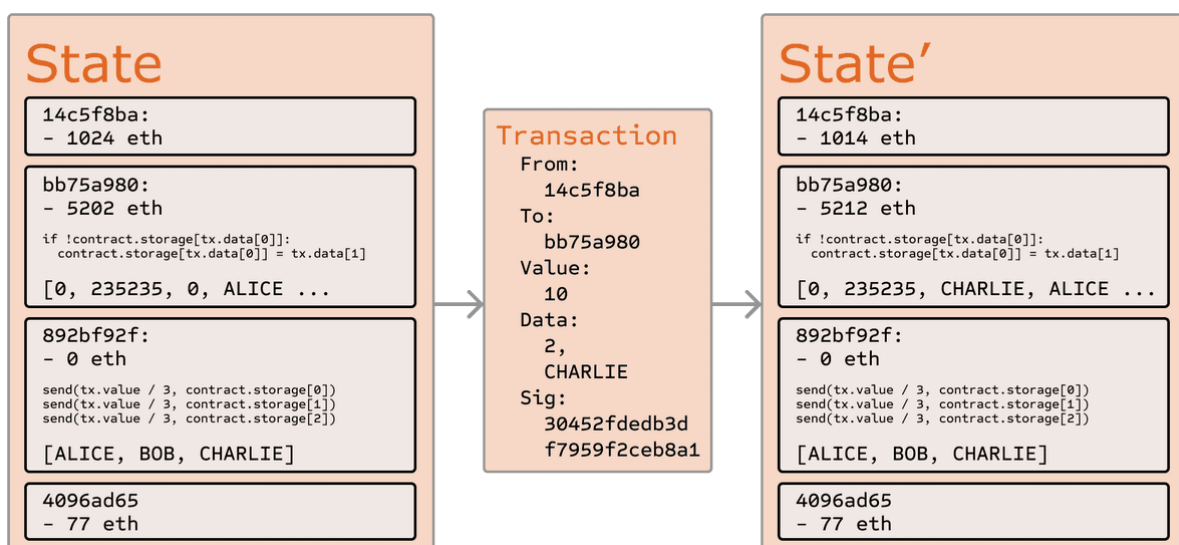 State
14c5f8ba:
- 1024 eth
bb75a980:
- 5202 eth
if !contract.storage[tx.data[0]]:
contract.storage[tx.data[0]] = tx.data[1]
[0, 235235, 0, ALICE ...
892bf92f:
- 0 eth
send(tx.value / 3, contract.storage[0])
send(tx.value / 3, contract.storage[1])
send(tx.value / 3, contract.storage[2])
[ALICE, BOB, CHARLIE]
4096ad65
- 77 eth
Transaction
From:
14c5f8ba
To:
bb75a980
Value:
10
Data:
2,
CHARLIE
Sig:
30452fdedb3d
f7959f2ceb8a1
State′
14c5f8ba:
- 1014 eth
bb75a980:
- 5212 eth
if !contract.storage[tx.data[0]]:
contract.storage[tx.data[0]] = tx.data[1]
[0, 235235, CHARLIE, ALICE ...
892bf92f:
- 0 eth
send(tx.value / 3, contract.storage[0])
send(tx.value / 3, contract.storage[1])
send(tx.value / 3, contract.storage[2])
[ALICE, BOB, CHARLIE]
4096ad65
- 77 eth